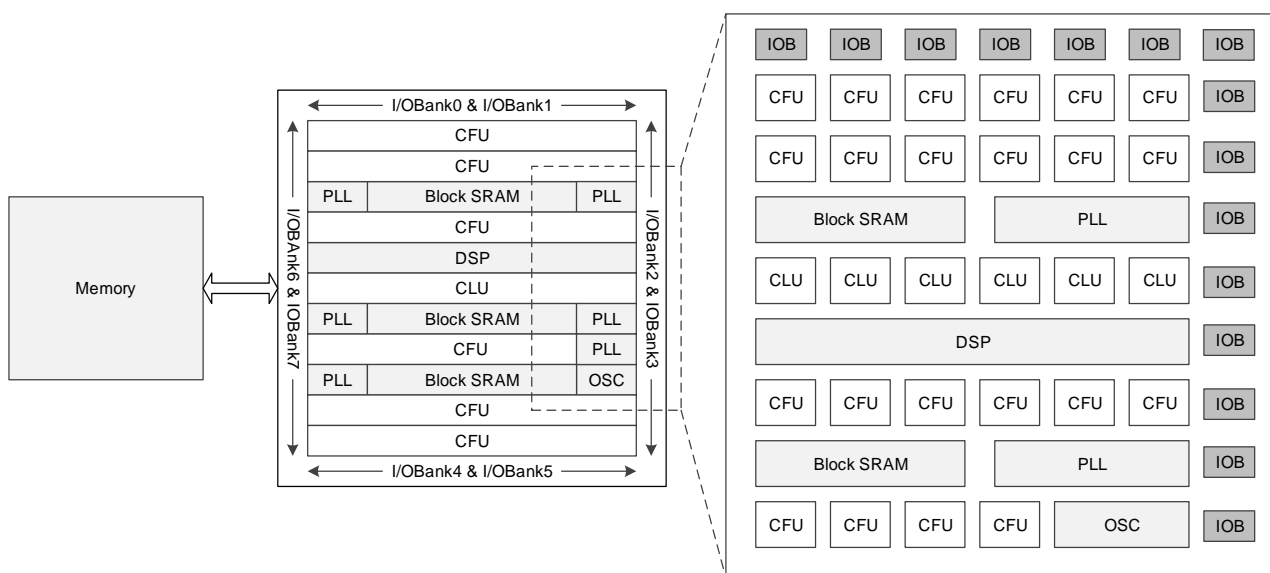 Memory
I/OBank0 & I/OBank1
I/OBAnk6 & IOBank7
CFU
CFU
PLL Block SRAM PLL
CFU
DSP
CLU
PLL Block SRAM PLL
CFU PLL
PLL Block SRAM OSC
CFU
CFU
I/OBank2 & IOBank3
I/OBank4 & I/OBank5
IOB IOB IOB IOB IOB IOB IOB
CFU CFU CFU CFU CFU CFU IOB
CFU CFU CFU CFU CFU CFU IOB
Block SRAM PLL IOB
CLU CLU CLU CLU CLU CLU IOB
DSP IOB
CFU CFU CFU CFU CFU CFU IOB
Block SRAM PLL IOB
CFU CFU CFU CFU OSC IOB